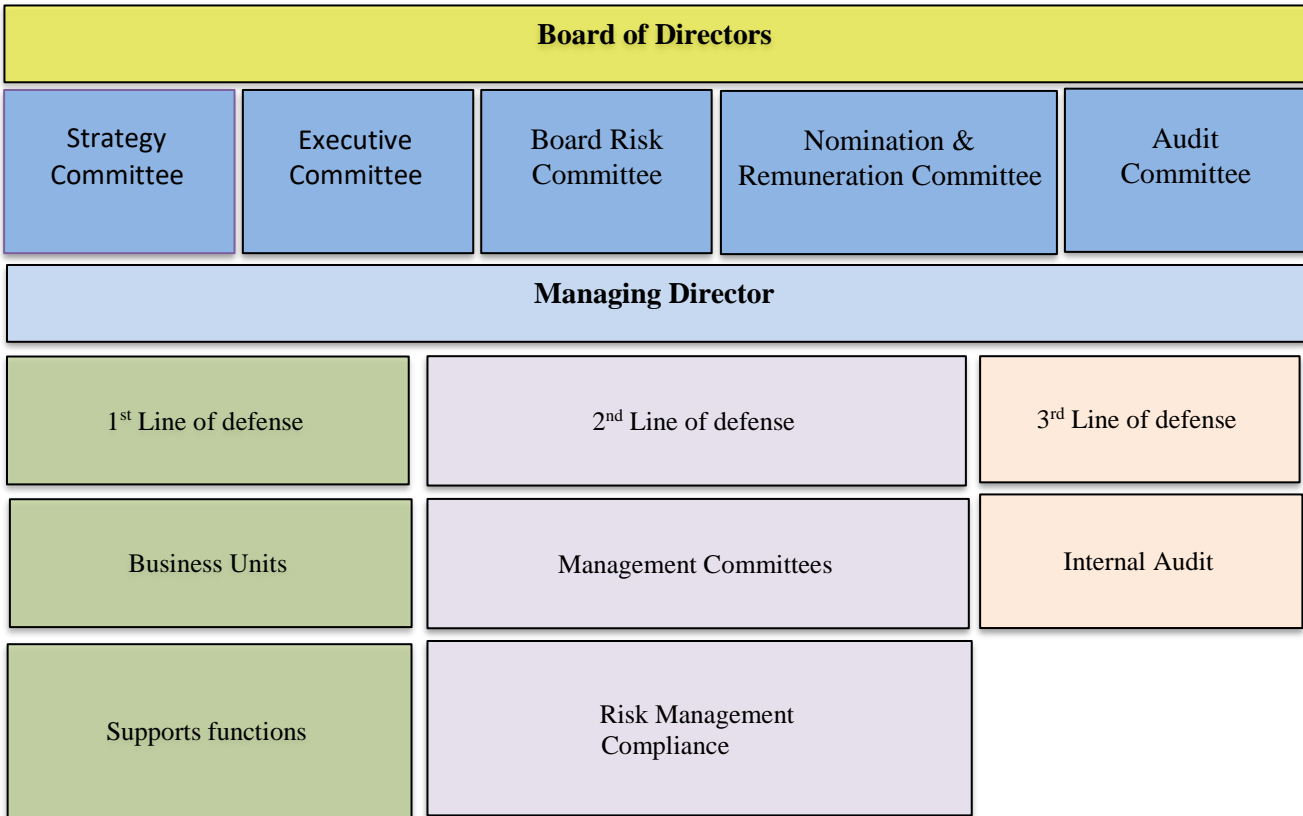 Board of Directors
Strategy
Committee
Executive
Committee
Board Risk
Committee
Nomination &
Remuneration Committee
Audit
Committee
Managing Director
1st Line of defense
2nd Line of defense
3rd Line of defense
Business Units
Management Committees
Internal Audit
Supports functions
Risk Management
Compliance